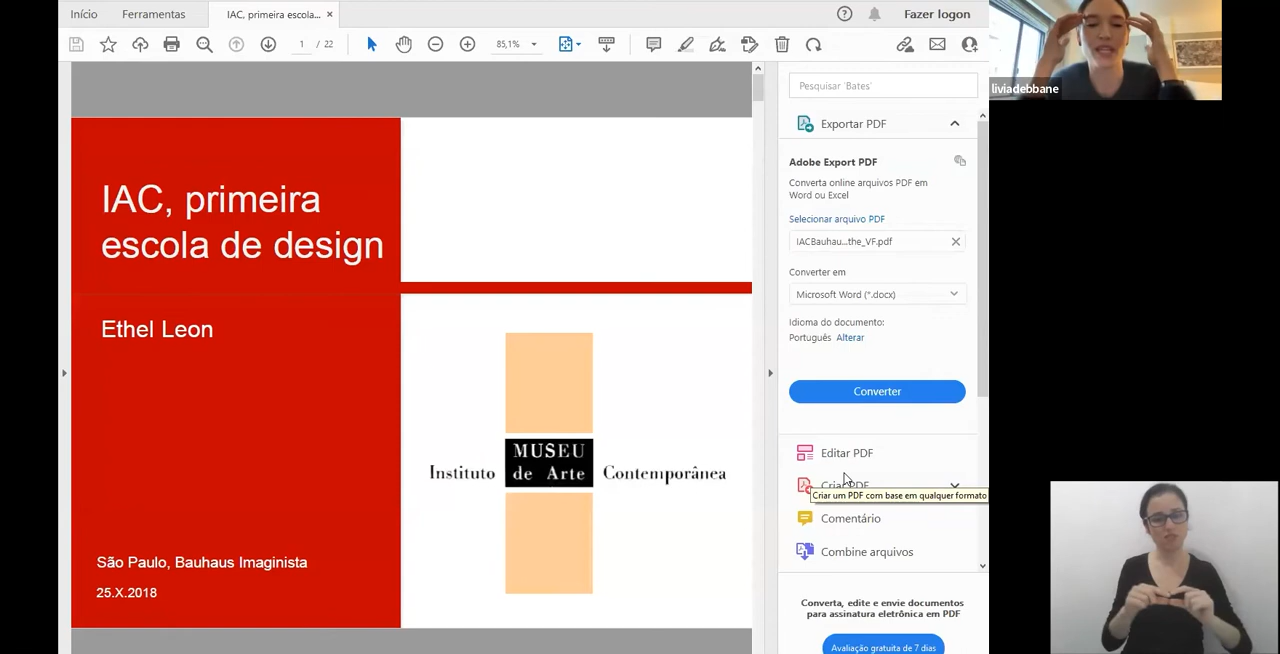 Início
Ferramentas
IAC, primeira escola...
Fazer logon
1 / 22
85,1%
liviadebbane
Pesquisar 'Bates'
Exportar PDF
Adobe Export PDF
Converta online arquivos PDF em
Word ou Excel
Selecionar arquivo PDF
IACBauhau...the_VF.pdf
Converter em
Microsoft Word (*.docx)
Idioma do documento:
Português Alterar
Converter
Editar PDF
Criar PDF
Criar um PDF com base em qualquer formato
Comentário
Combine arquivos
Converta, edite e envie documentos
para assinatura eletrônica em PDF
Avaliação gratuita de 7 dias
IAC, primeira
escola de design
Ethel Leon
São Paulo, Bauhaus Imaginista
25.X.2018
MUSEU
Instituto de Arte Contemporânea